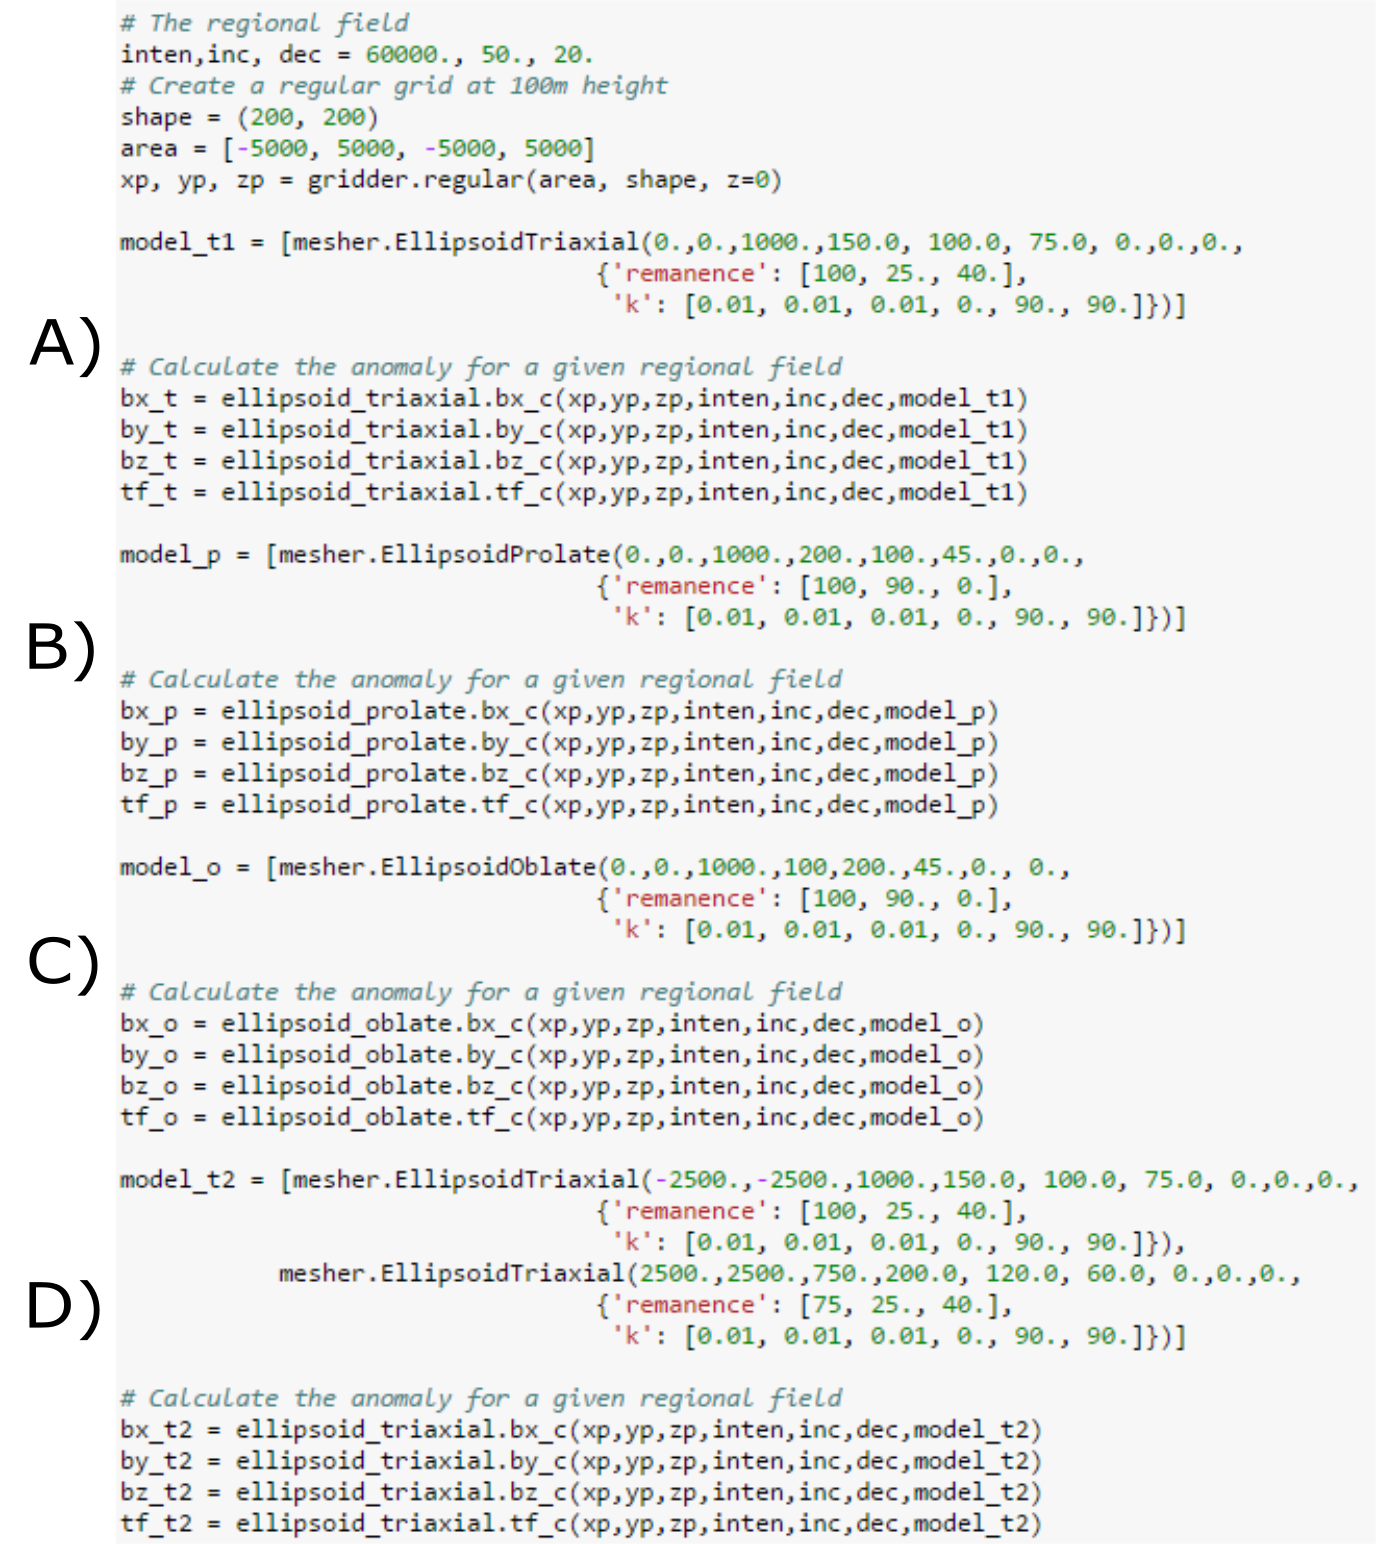 # The regional field
inten,inc, dec = 60000., 50., 20.
# Create a regular grid at 100m height
shape = (200, 200)
area = [-5000, 5000, -5000, 5000]
xp, yp, zp = gridder.regular(area, shape, z=0)
model_t1 = [mesher.EllipsoidTriaxial(0.,0.,1000.,150.0, 100.0, 75.0, 0.,0.,0.,
{'remanence': [100, 25., 40.],
'k': [0.01, 0.01, 0.01, 0., 90., 90.]})]
A)
# Calculate the anomaly for a given regional field
bx_t = ellipsoid_triaxial.bx_c(xp,yp,zp,inten,inc,dec,model_t1)
by_t = ellipsoid_triaxial.by_c(xp,yp,zp,inten,inc,dec,model_t1)
bz_t = ellipsoid_triaxial.bz_c(xp,yp,zp,inten,inc,dec,model_t1)
tf_t = ellipsoid_triaxial.tf_c(xp,yp,zp,inten,inc,dec,model_t1)
model_p = [mesher.EllipsoidProlate(0.,0.,1000.,200.,100.,45.,0.,0.,
{'remanence': [100, 90., 0.],
'k': [0.01, 0.01, 0.01, 0., 90., 90.]})]
B)
# Calculate the anomaly for a given regional field
bx_p = ellipsoid_prolate.bx_c(xp,yp,zp,inten,inc,dec,model_p)
by_p = ellipsoid_prolate.by_c(xp,yp,zp,inten,inc,dec,model_p)
bz_p = ellipsoid_prolate.bz_c(xp,yp,zp,inten,inc,dec,model_p)
tf_p = ellipsoid_prolate.tf_c(xp,yp,zp,inten,inc,dec,model_p)
model_o = [mesher.EllipsoidOblate(0.,0.,1000.,100,200.,45.,0., 0.,
{'remanence': [100, 90., 0.],
'k': [0.01, 0.01, 0.01, 0., 90., 90.]})]
C)
# Calculate the anomaly for a given regional field
bx_o = ellipsoid_oblate.bx_c(xp,yp,zp,inten,inc,dec,model_o)
by_o = ellipsoid_oblate.by_c(xp,yp,zp,inten,inc,dec,model_o)
bz_o = ellipsoid_oblate.bz_c(xp,yp,zp,inten,inc,dec,model_o)
tf_o = ellipsoid_oblate.tf_c(xp,yp,zp,inten,inc,dec,model_o)
model_t2 = [mesher.EllipsoidTriaxial(-2500.,-2500.,1000.,150.0, 100.0, 75.0, 0.,0.,0.,
{'remanence': [100, 25., 40.],
'k': [0.01, 0.01, 0.01, 0., 90., 90.]}),
mesher.EllipsoidTriaxial(2500.,2500.,750.,200.0, 120.0, 60.0, 0.,0.,0.,
D)
{'remanence': [75, 25., 40.],
'k': [0.01, 0.01, 0.01, 0., 90., 90.]})]
# Calculate the anomaly for a given regional field
bx_t2 = ellipsoid_triaxial.bx_c(xp,yp,zp,inten,inc,dec,model_t2)
by_t2 = ellipsoid_triaxial.by_c(xp,yp,zp,inten,inc,dec,model_t2)
bz_t2 = ellipsoid_triaxial.bz_c(xp,yp,zp,inten,inc,dec,model_t2)
tf_t2 = ellipsoid_triaxial.tf_c(xp,yp,zp,inten,inc,dec,model_t2)